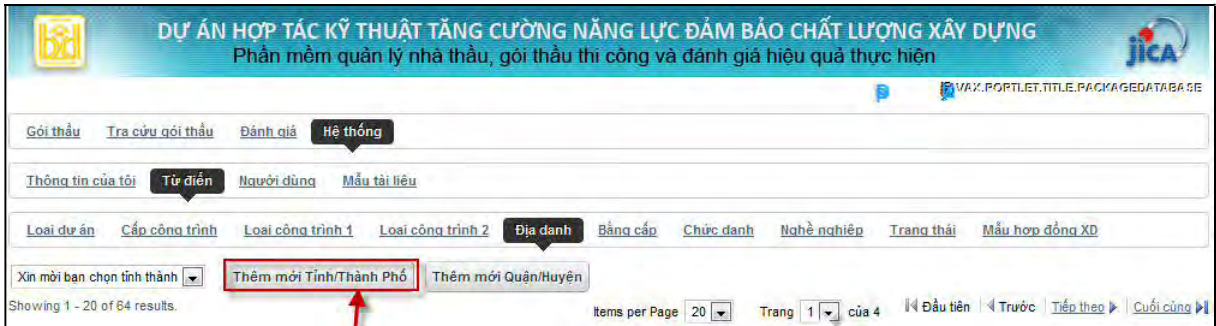 DỰ ÁN HỢP TÁC KỸ THUẬT TĂNG CƯỜNG NĂNG LỰC ĐẢM BẢO CHẤT LƯỢNG XÂY DỰNG
Phần mềm quản lý nhà thầu, gói thầu thi công và đánh giá hiệu quả thực hiện
jICA
VAX.PORTLET.TITLE.PACKAGEDATABASE
Gói thầu Tra cứu gói thầu Đánh giá Hệ thống
Thông tin của tôi Từ điển Người dùng Mẫu tài liệu
Loại dự án Cấp công trình Loại công trình 1 Loại công trình 2 Địa danh Bằng cấp Chức danh Nghề nghiệp Trạng thái Mẫu hợp đồng XD
Xin mời bạn chọn tỉnh thành Thêm mới Tỉnh/Thành Phố Thêm mới Quận/Huyện
Showing 1 - 20 of 64 results. Items per Page 20 Trang 1 của 4 Đầu tiên Trước Tiếp theo Cuối cùng